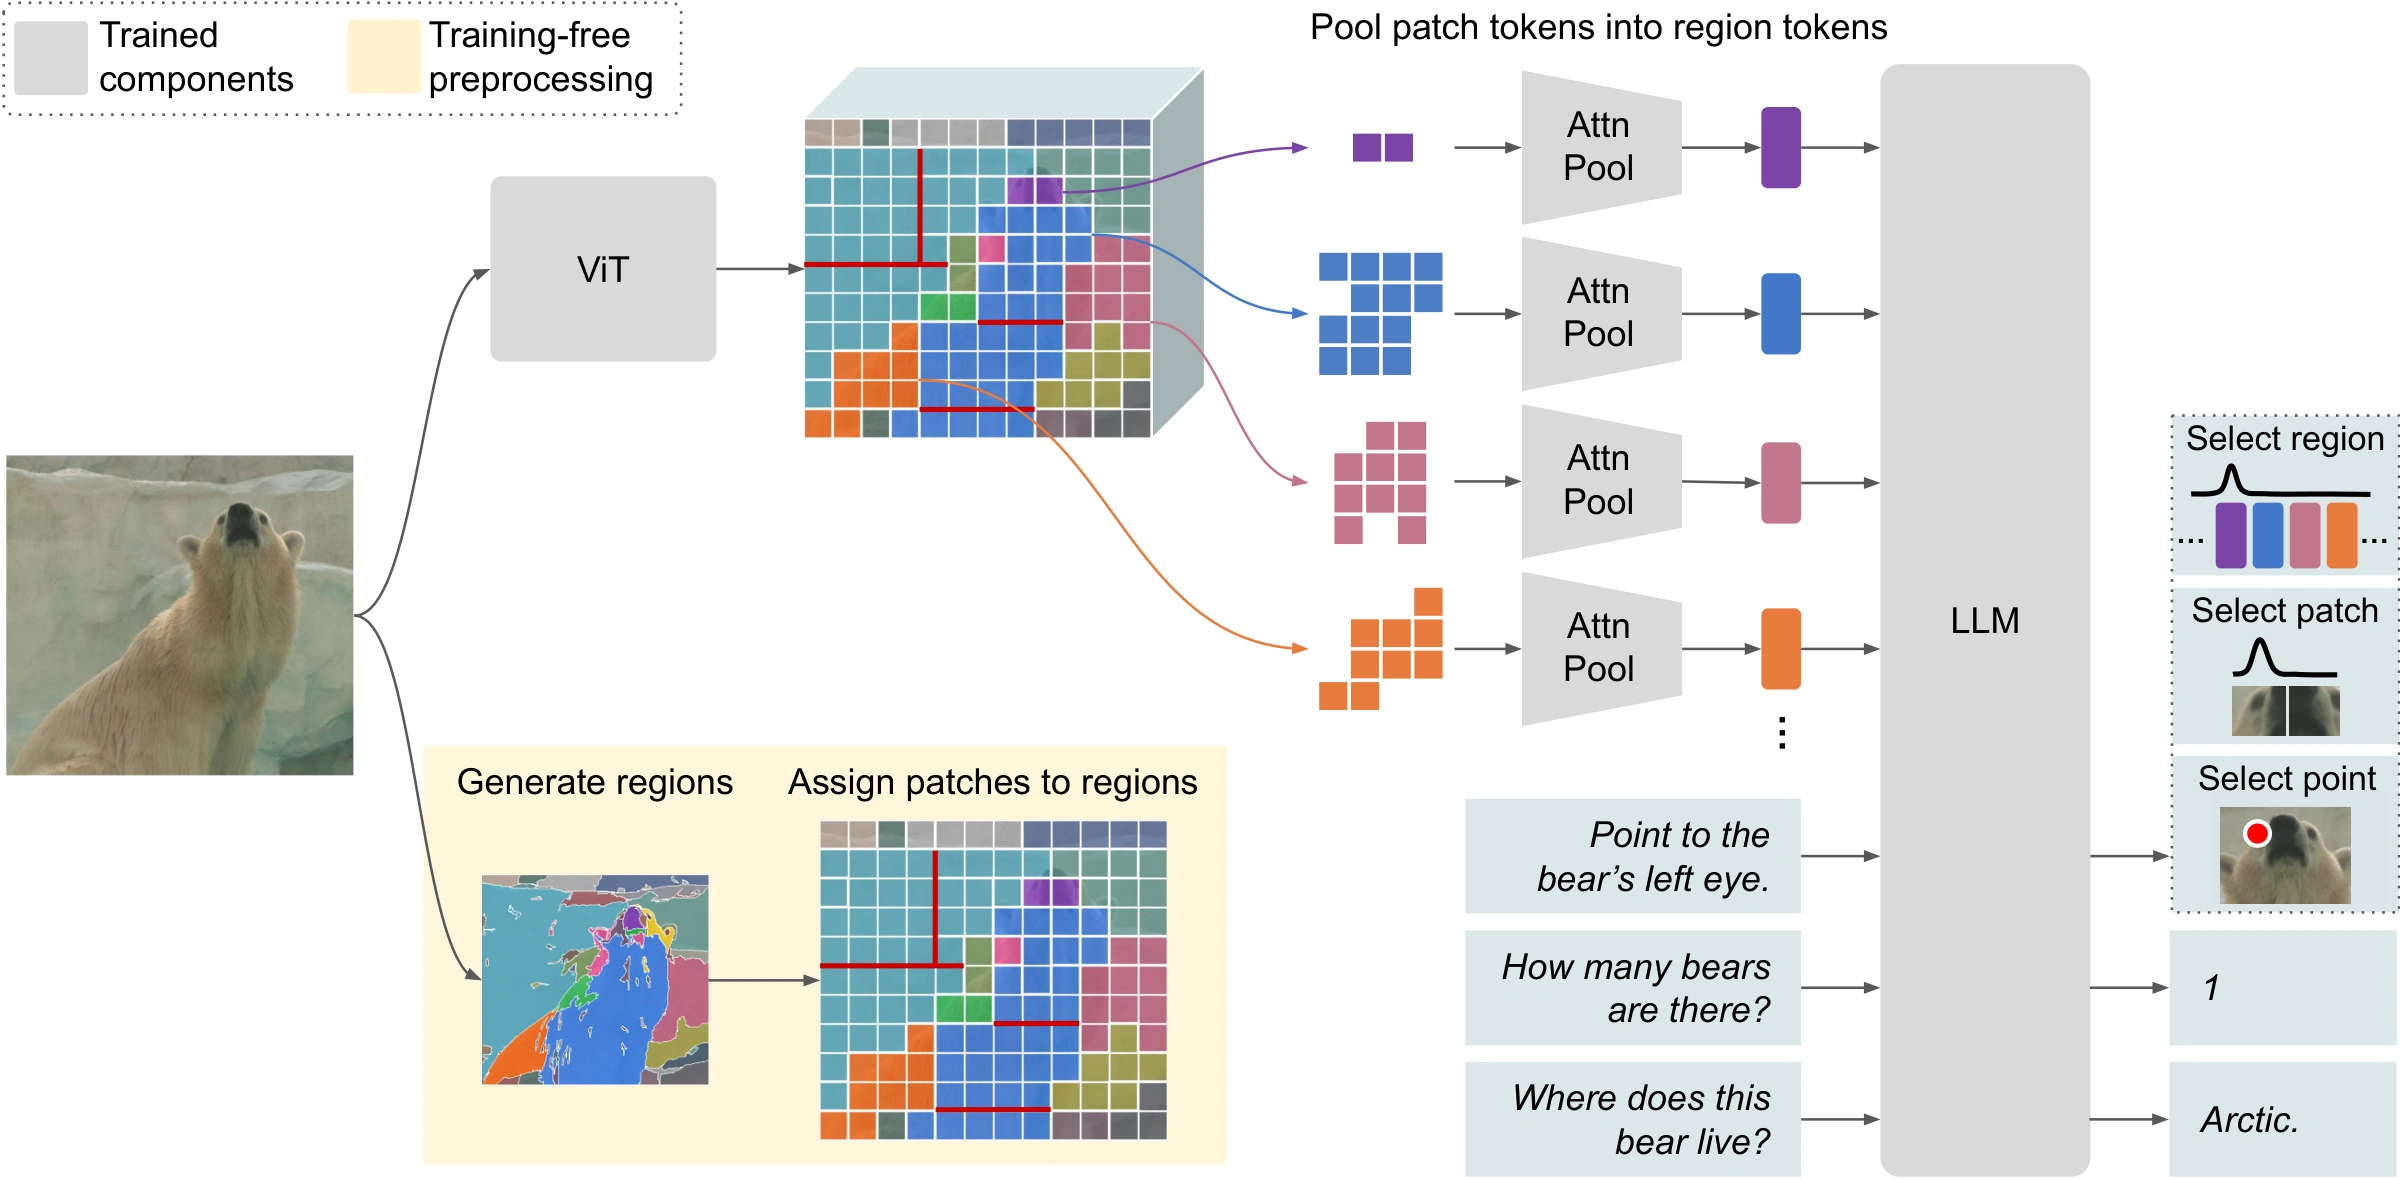 Trained
components
Training-free
preprocessing
Pool patch tokens into region tokens
ViT
Attn
Pool
Attn
Pool
Attn
Pool
Attn
Pool
LLM
Generate regions
Assign patches to regions
Point to the
bear’s left eye.
How many bears
are there?
Where does this
bear live?
Select region
...
...
Select patch
Select point
1
Arctic.